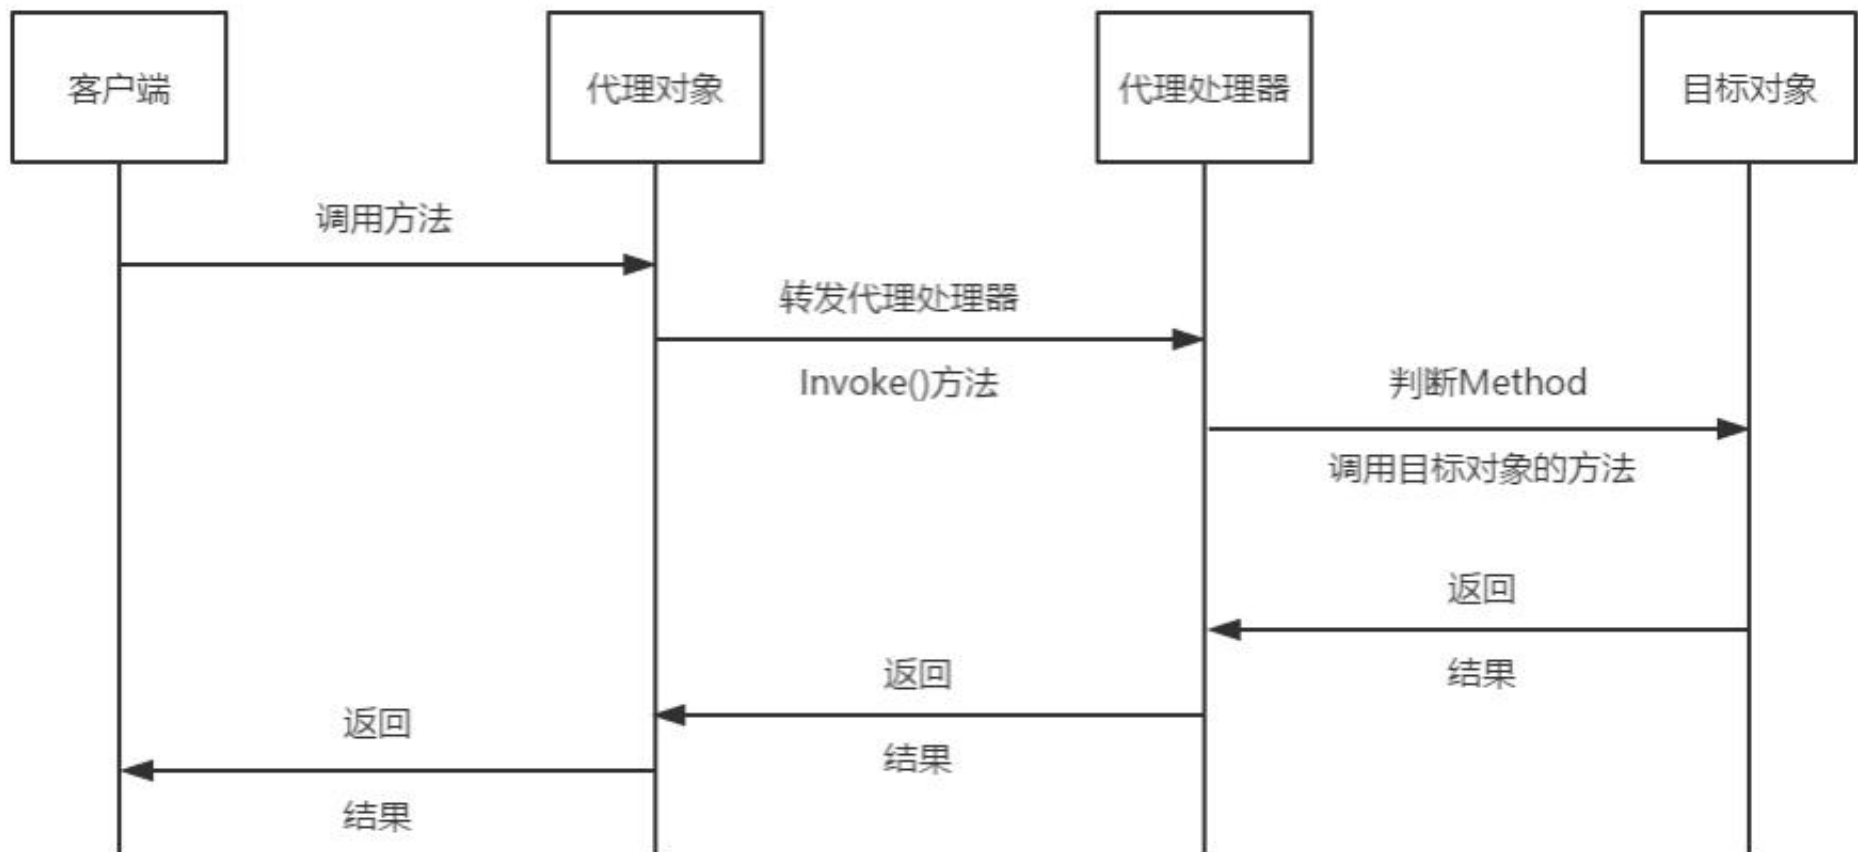 客户端
代理对象
代理处理器
目标对象
调用方法
转发代理处理器
Invoke()方法
判断Method
调用目标对象的方法
返回
结果
返回
结果
返回
结果